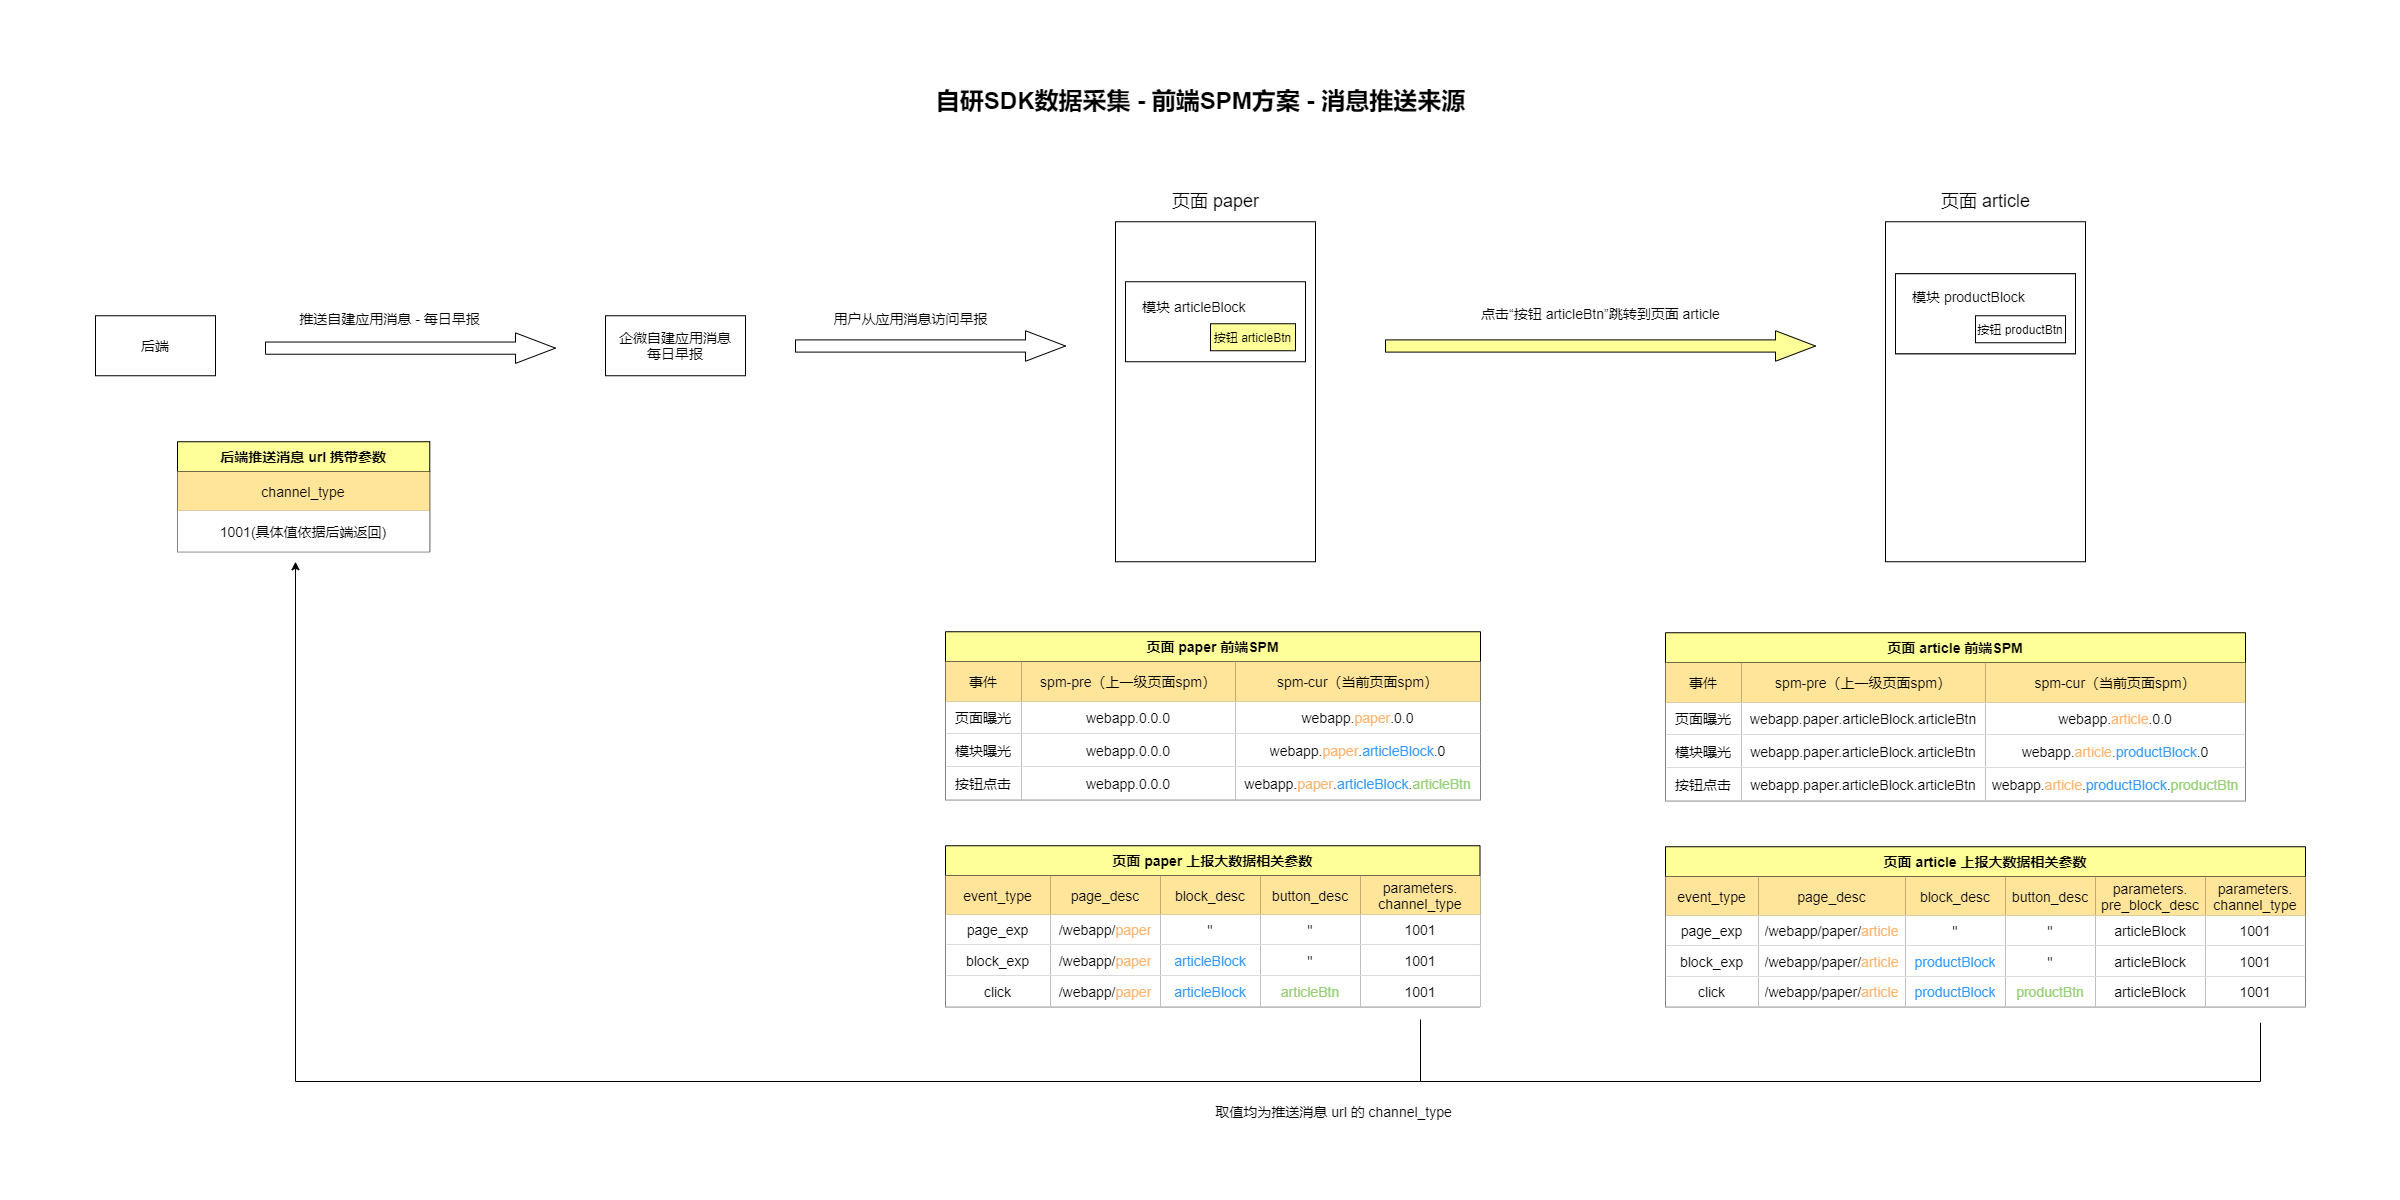 自研SDK数据采集 - 前端SPM方案 - 消息推送来源
页面 paper
页面 article
后端
推送自建应用消息 - 每日早报
企微自建应用消息
每日早报
用户从应用消息访问早报
模块 articleBlock
按钮 articleBtn
点击“按钮 articleBtn”跳转到页面 article
模块 productBlock
按钮 productBtn
后端推送消息 url 携带参数
channel_type
1001(具体值依据后端返回)
页面 paper 前端SPM
事件 spm-pre（上一级页面spm） spm-cur（当前页面spm）
页面曝光 webapp.0.0.0 webapp.paper.0.0
模块曝光 webapp.0.0.0 webapp.paper.articleBlock.0
按钮点击 webapp.0.0.0 webapp.paper.articleBlock.articleBtn
页面 article 前端SPM
事件 spm-pre（上一级页面spm） spm-cur（当前页面spm）
页面曝光 webapp.paper.articleBlock.articleBtn webapp.article.0.0
模块曝光 webapp.paper.articleBlock.articleBtn webapp.article.productBlock.0
按钮点击 webapp.paper.articleBlock.articleBtn webapp.article.productBlock.productBtn
页面 paper 上报大数据相关参数
event_type page_desc block_desc button_desc parameters.
channel_type
page_exp /webapp/paper " " 1001
block_exp /webapp/paper articleBlock " 1001
click /webapp/paper articleBlock articleBtn 1001
页面 article 上报大数据相关参数
event_type page_desc block_desc button_desc parameters. parameters.
pre_block_desc channel_type
page_exp /webapp/paper/article " " articleBlock 1001
block_exp /webapp/paper/article productBlock " articleBlock 1001
click /webapp/paper/article productBlock productBtn articleBlock 1001
取值均为推送消息 url 的 channel_type